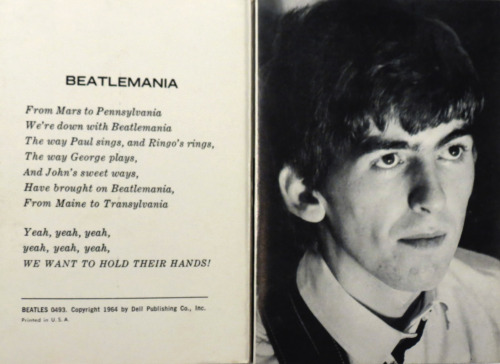 BEATLEMANIA
From Mars to Pennsylvania
We're down with Beatlemania
The way Paul sings, and Ringo's rings,
The way George plays,
And John's sweet ways,
Have brought on Beatlemania,
From Maine to Transylvania
Yeah, yeah, yeah,
yeah, yeah, yeah,
WE WANT TO HOLD THEIR HANDS!
BEATLES 0493. Copyright 1964 by Dell Publishing Co., Inc.
Printed in U. S. A.